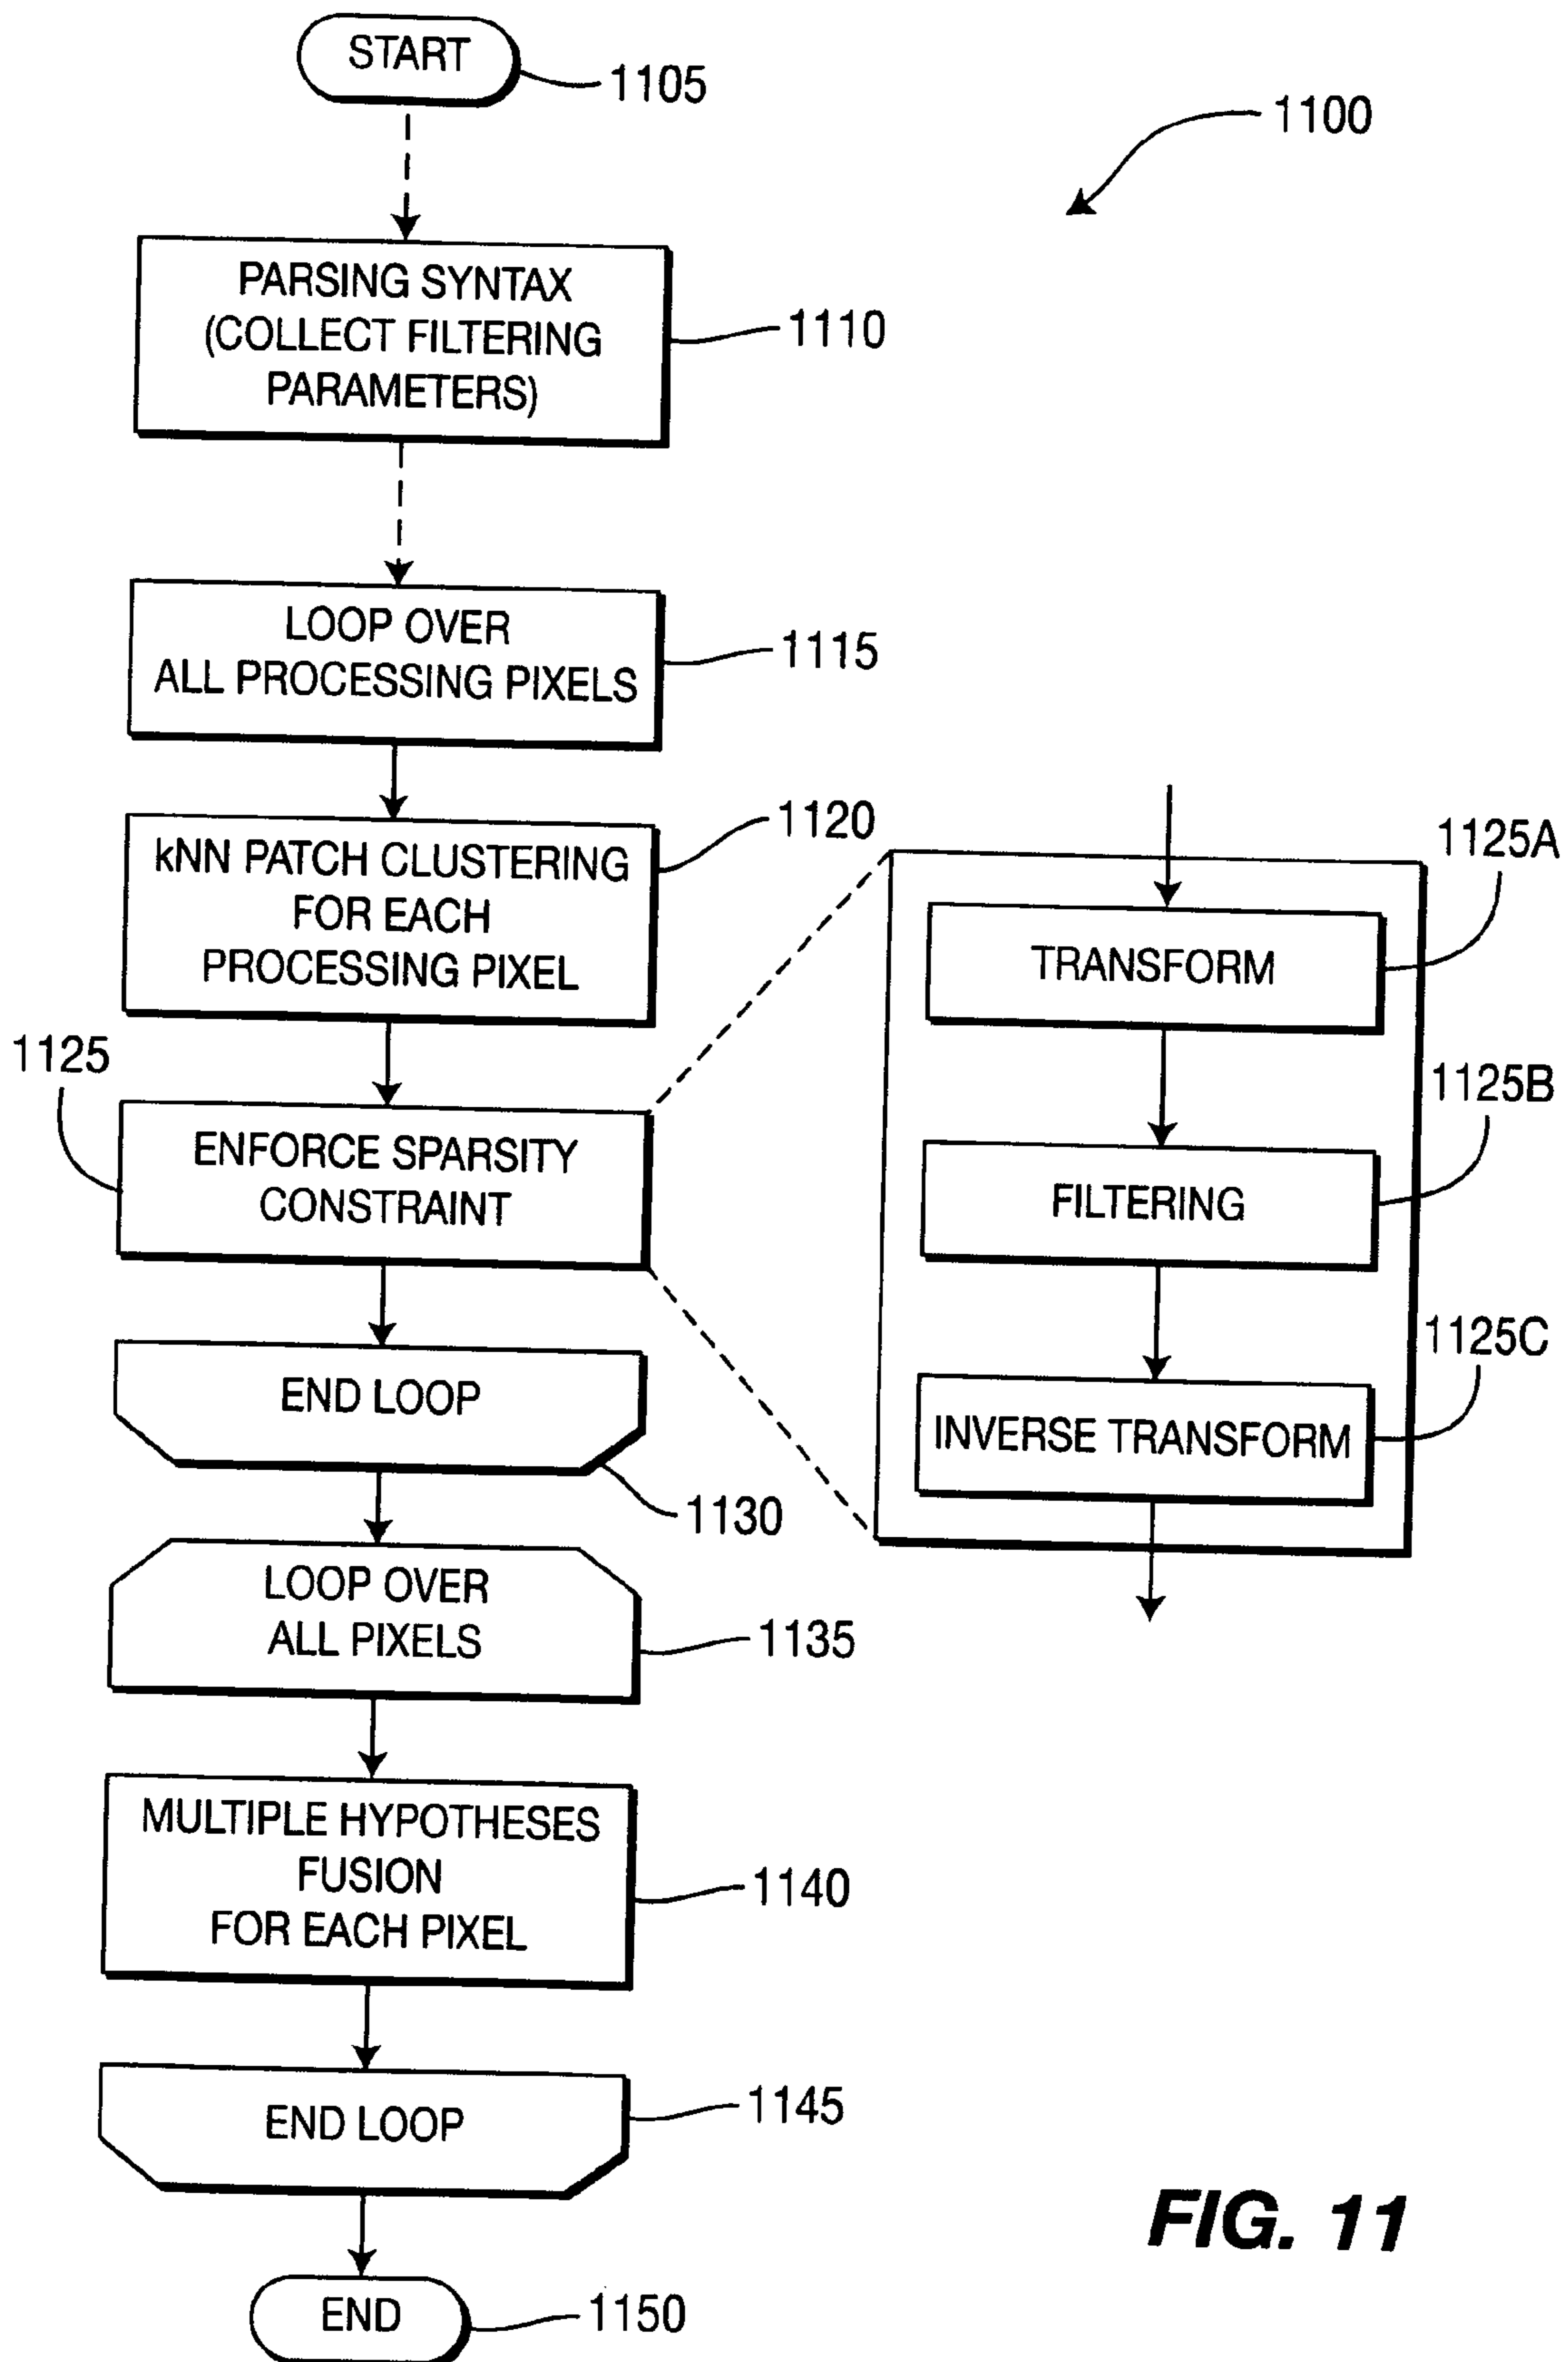 START
1105
1100
PARSING SYNTAX
(COLLECT FILTERING
PARAMETERS)
1110
LOOP OVER
ALL PROCESSING PIXELS
1115
kNN PATCH CLUSTERING
FOR EACH
PROCESSING PIXEL
1120
1125
ENFORCE SPARSITY
CONSTRAINT
1125A
TRANSFORM
1125B
FILTERING
1125C
INVERSE TRANSFORM
END LOOP
1130
LOOP OVER
ALL PIXELS
1135
MULTIPLE HYPOTHESES
FUSION
FOR EACH PIXEL
1140
END LOOP
1145
END
1150
FIG. 11